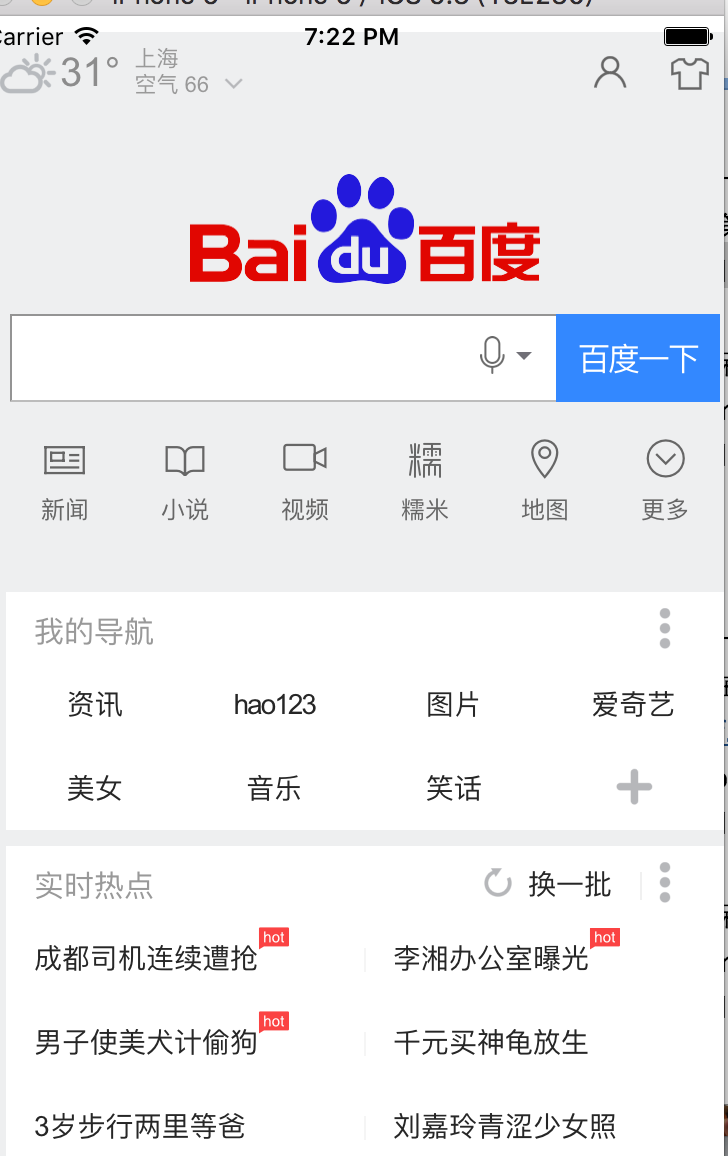 Carrier 7:22 PM
31° 上海
空气 66
Bai du 百度
百度一下
糯
新闻 小说 视频 糯米 地图 更多
我的导航
资讯 hao123 图片 爱奇艺
美女 音乐 笑话
实时热点 换一批
成都司机连续遭抢 hot 李湘办公室曝光 hot
男子使美犬计偷狗 hot 千元买神龟放生
3岁步行两里等爸 刘嘉玲青涩少女照